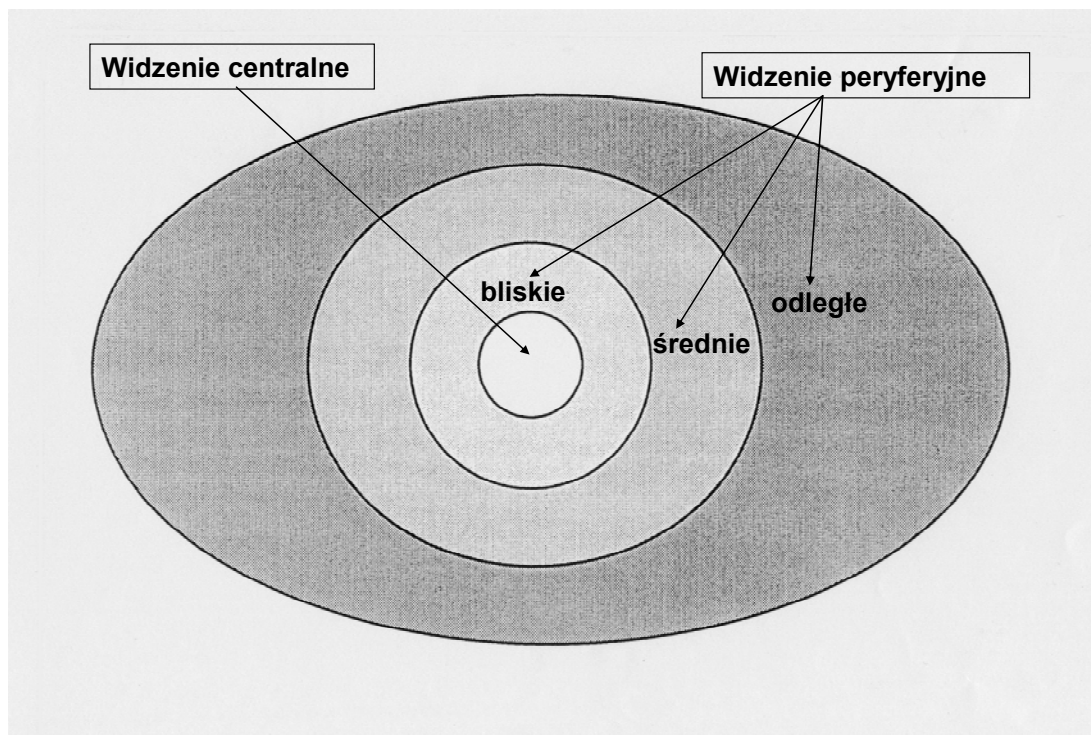 Widzenie centralne
Widzenie peryferyjne
bliskie
odległe
średnie